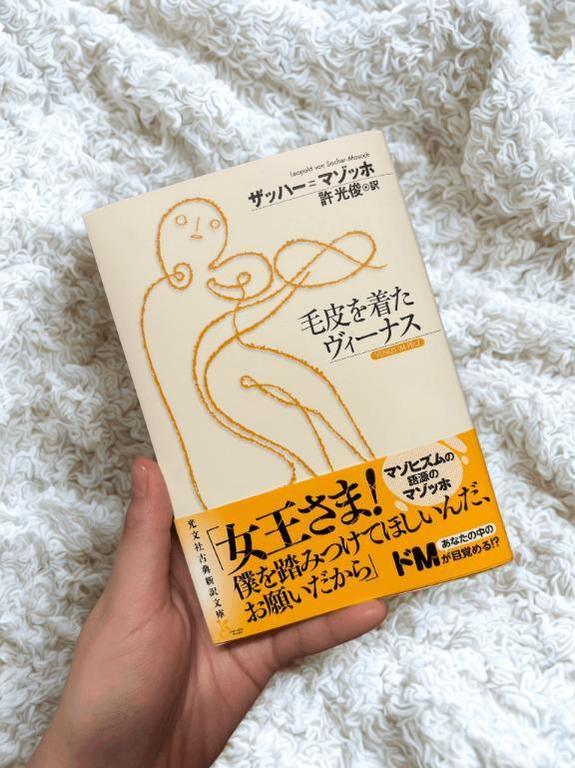 Leopold von Sacher-Masoch
ザッハー=マゾッホ
許光俊◉訳
毛皮を着た
ヴィーナス
VENUS IM PELZ
光文社古典新訳文庫
「女王さま!
僕を踏みつけてほしいんだ、
お願いだから」
マゾヒズムの
語源の
マゾッホ
あなたの中の
ドM
が目覚める!?